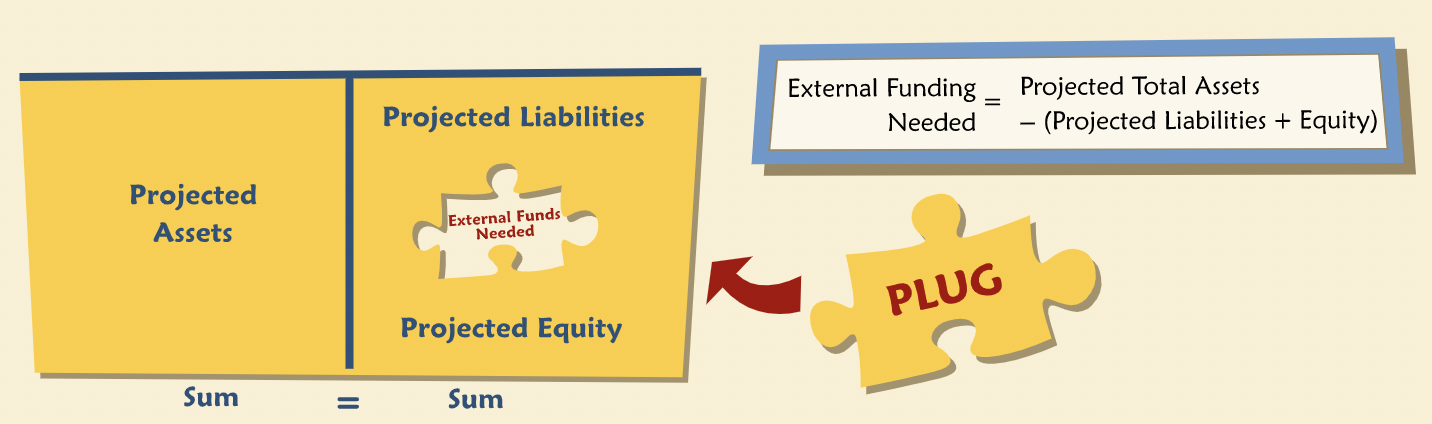 Projected
Assets
Projected Liabilities
External Funds
Needed
Projected Equity
Sum
=
Sum
External Funding
Needed
=
Projected Total Assets
– (Projected Liabilities + Equity)
PLUG